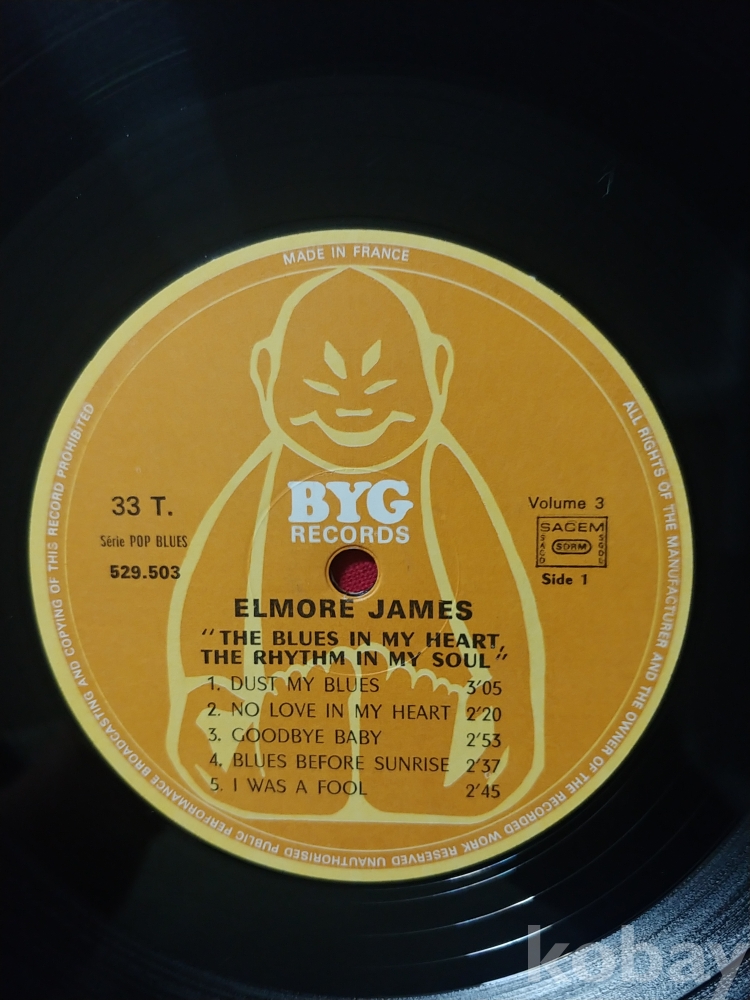 MADE IN FRANCE
ALL RIGHTS OF THE MANUFACTURER AND THE OWNER OF THE RECORDED WORK RESERVED UNAUTHORISED PUBLIC PERFORMANCE BROADCASTING AND COPYING OF THIS RECORD PROHIBITED
BYG
RECORDS
33 T.
Série POP BLUES
529.503
Volume 3
SACEM
SACD
SDRM
SGDL
Side 1
ELMORE JAMES
"THE BLUES IN MY HEART,
THE RHYTHM IN MY SOUL"
1. DUST MY BLUES 3'05
2. NO LOVE IN MY HEART 2'20
3. GOODBYE BABY 2'53
4. BLUES BEFORE SUNRISE 2'37
5. I WAS A FOOL 2'45
kobay